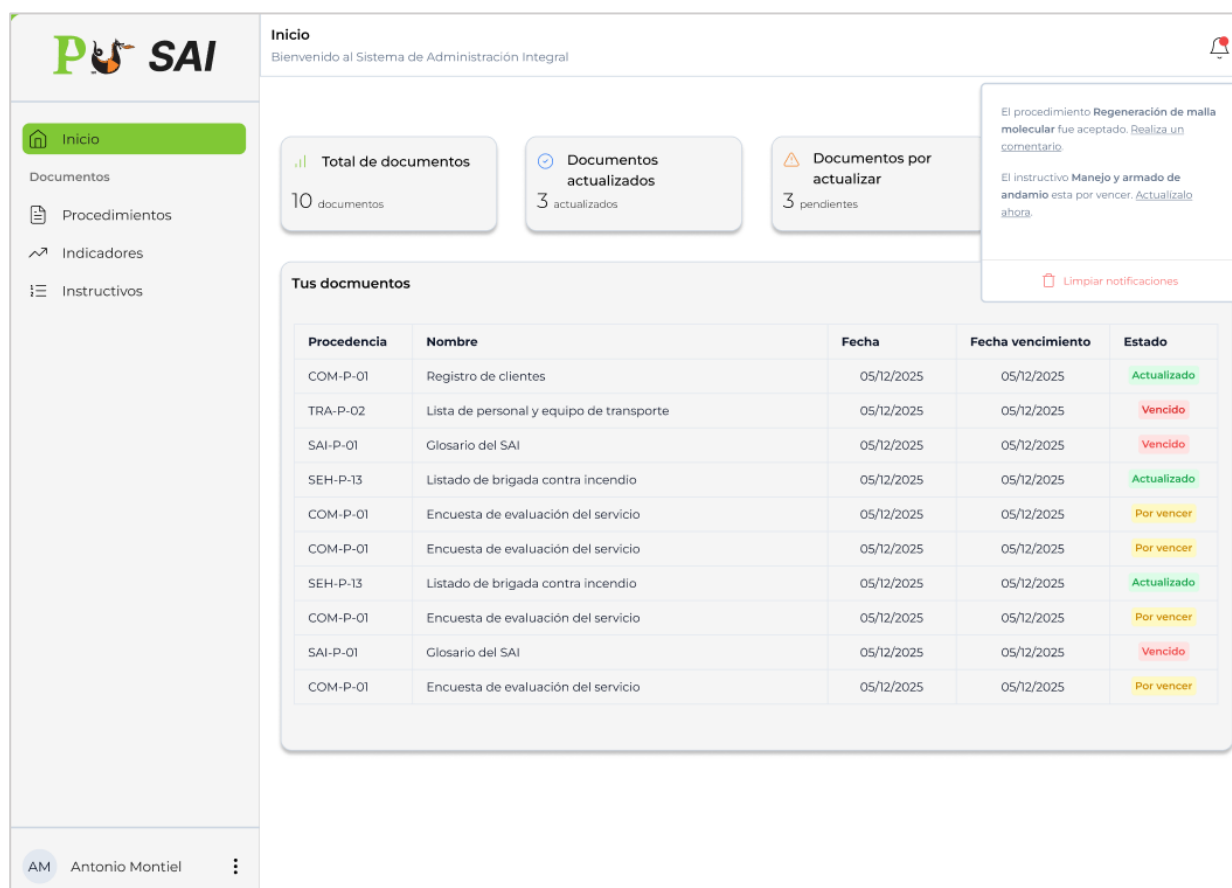 P SAI
Inicio
Bienvenido al Sistema de Administración Integral
Inicio
Documentos
Procedimientos
Indicadores
Instructivos
Total de documentos
10 documentos
Documentos
actualizados
3 actualizados
Documentos por
actualizar
3 pendientes
El procedimiento Regeneración de malla
molecular fue aceptado. Realiza un
comentario.
El instructivo Manejo y armado de
andamio esta por vencer. Actualízalo
ahora.
Limpiar notificaciones
Tus docmuentos
Procedencia Nombre Fecha Fecha vencimiento Estado
COM-P-01 Registro de clientes 05/12/2025 05/12/2025 Actualizado
TRA-P-02 Lista de personal y equipo de transporte 05/12/2025 05/12/2025 Vencido
SAI-P-01 Glosario del SAI 05/12/2025 05/12/2025 Vencido
SEH-P-13 Listado de brigada contra incendio 05/12/2025 05/12/2025 Actualizado
COM-P-01 Encuesta de evaluación del servicio 05/12/2025 05/12/2025 Por vencer
COM-P-01 Encuesta de evaluación del servicio 05/12/2025 05/12/2025 Por vencer
SEH-P-13 Listado de brigada contra incendio 05/12/2025 05/12/2025 Actualizado
COM-P-01 Encuesta de evaluación del servicio 05/12/2025 05/12/2025 Por vencer
SAI-P-01 Glosario del SAI 05/12/2025 05/12/2025 Vencido
COM-P-01 Encuesta de evaluación del servicio 05/12/2025 05/12/2025 Por vencer
AM Antonio Montiel